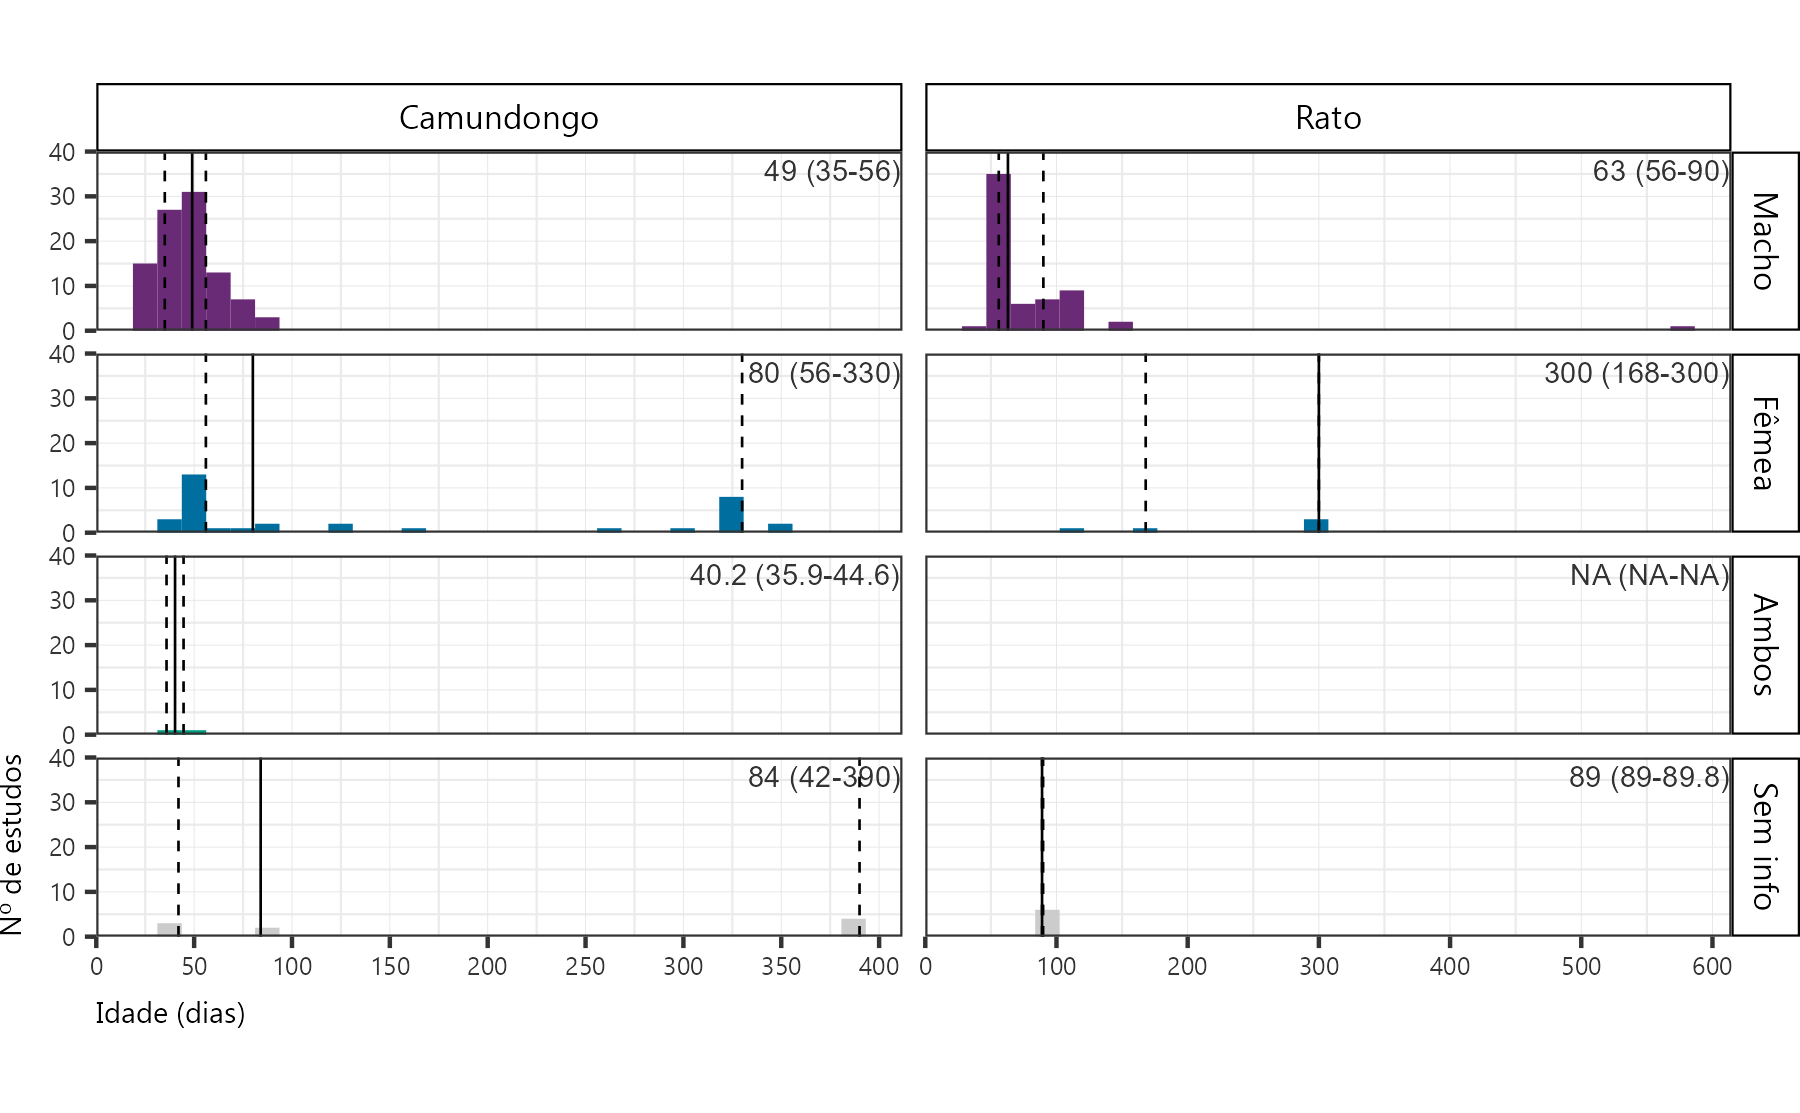 Camundongo Rato
40 49 (35-56) 63 (56-90) Macho
30
20
10
0
40 80 (56-330) 300 (168-300) Fêmea
30
20
10
0
40 40.2 (35.9-44.6) NA (NA-NA) Ambos
30
20
10
0
40 84 (42-390) 89 (89-89.8) Sem info
30
20
10
0
Nº de estudos
0 50 100 150 200 250 300 350 400 0 100 200 300 400 500 600
Idade (dias)